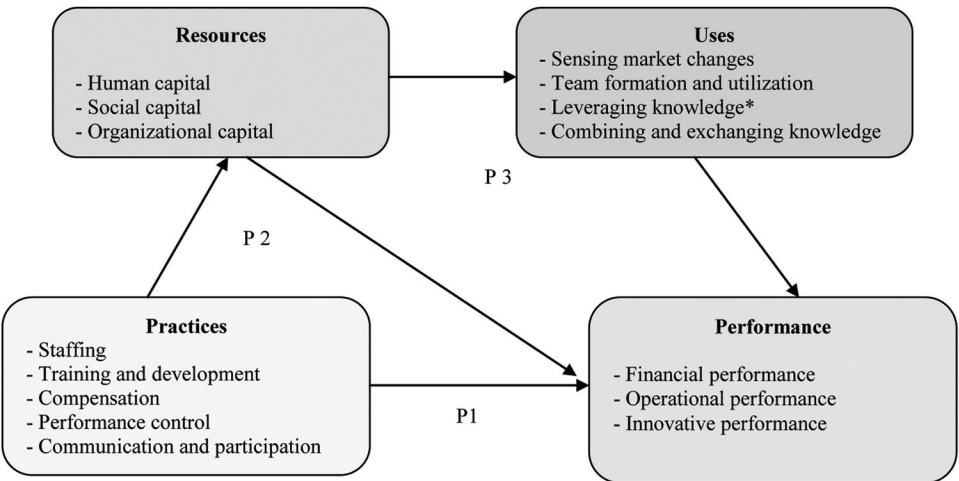 Resources
- Human capital
- Social capital
- Organizational capital
Uses
- Sensing market changes
- Team formation and utilization
- Leveraging knowledge*
- Combining and exchanging knowledge
P 3
P 2
Practices
- Staffing
- Training and development
- Compensation
- Performance control
- Communication and participation
P1
Performance
- Financial performance
- Operational performance
- Innovative performance